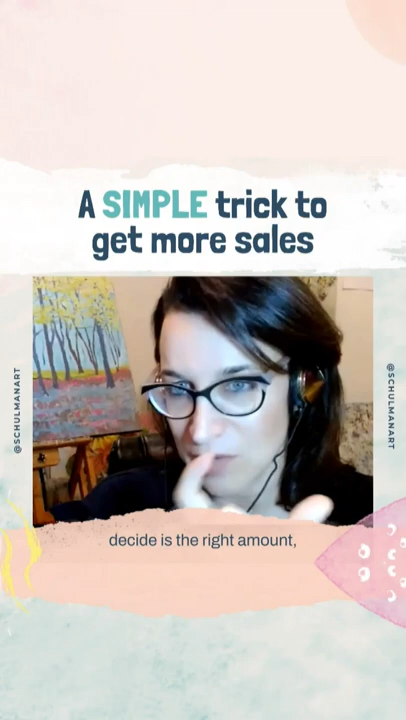 A SIMPLE trick to
get more sales
@SCHULMANART
@SCHULMANART
decide is the right amount,